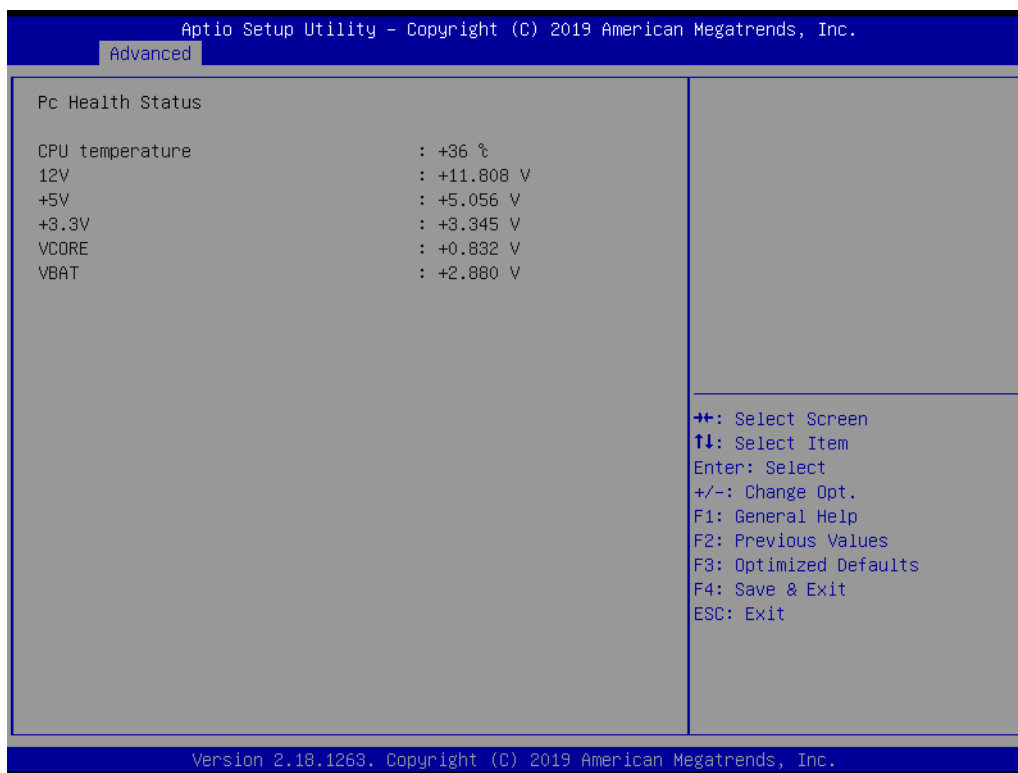 Aptio Setup Utility – Copyright (C) 2019 American Megatrends, Inc.
Advanced
Pc Health Status
CPU temperature : +36 ℃
12V : +11.808 V
+5V : +5.056 V
+3.3V : +3.345 V
VCORE : +0.832 V
VBAT : +2.880 V
→←: Select Screen
↑↓: Select Item
Enter: Select
+/-: Change Opt.
F1: General Help
F2: Previous Values
F3: Optimized Defaults
F4: Save & Exit
ESC: Exit
Version 2.18.1263. Copyright (C) 2019 American Megatrends, Inc.